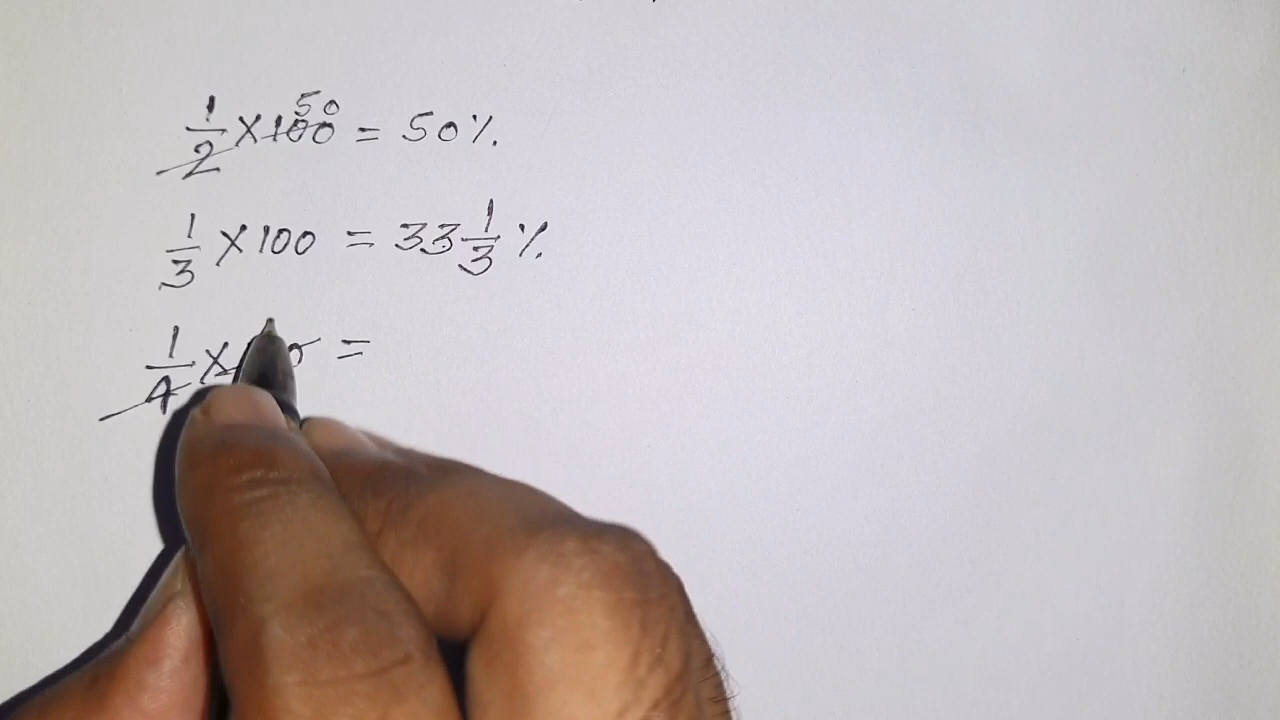 1/2 × 100 50 = 50%.
1/3 × 100 = 33 1/3 %.
1/4 × =